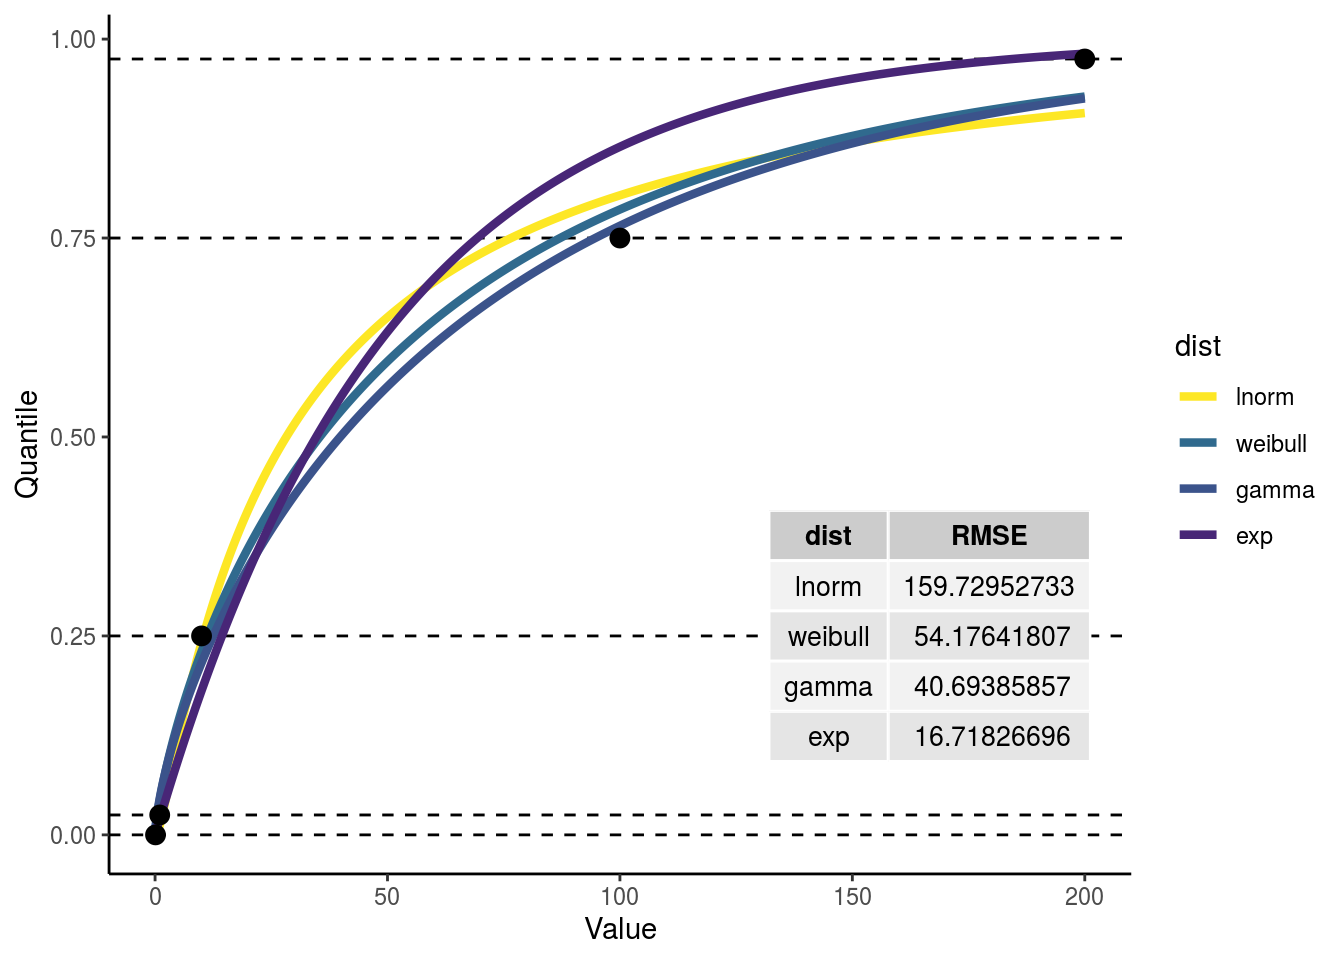 1.00
0.75
0.50
0.25
0.00
Quantile
0 50 100 150 200
Value
dist
lnorm
weibull
gamma
exp
dist RMSE
lnorm 159.72952733
weibull 54.17641807
gamma 40.69385857
exp 16.71826696